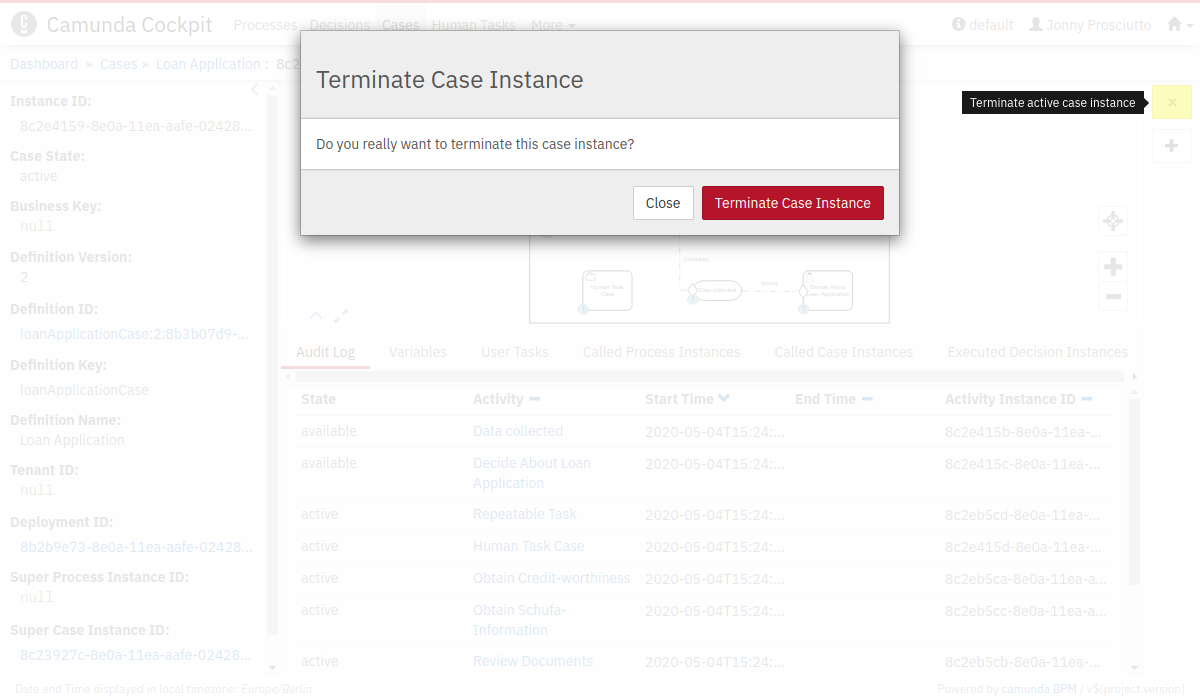 Camunda Cockpit
Processes Decisions Cases Human Tasks More
default Jonny Prosciutto
Dashboard » Cases » Loan Application : 8c2
Terminate Case Instance
Do you really want to terminate this case instance?
Close Terminate Case Instance
Terminate active case instance
Instance ID:
8c2e4159-8e0a-11ea-aafe-02428...
Case State:
active
Business Key:
null
Definition Version:
2
Definition ID:
loanApplicationCase:2:8b3b07d9-...
Definition Key:
loanApplicationCase
Definition Name:
Loan Application
Tenant ID:
null
Deployment ID:
8b2b9e73-8e0a-11ea-aafe-02428...
Super Process Instance ID:
null
Super Case Instance ID:
8c23927c-8e0a-11ea-aafe-02428...
Human Task
Case
Data collected
Decide About
Loan Application
Audit Log Variables User Tasks Called Process Instances Called Case Instances Executed Decision Instances
State Activity Start Time End Time Activity Instance ID
available Data collected 2020-05-04T15:24:... 8c2e415b-8e0a-11ea-...
available Decide About Loan 2020-05-04T15:24:... 8c2e415c-8e0a-11ea-...
Application
active Repeatable Task 2020-05-04T15:24:... 8c2eb5cd-8e0a-11ea-...
active Human Task Case 2020-05-04T15:24:... 8c2e415d-8e0a-11ea-...
active Obtain Credit-worthiness 2020-05-04T15:24:... 8c2eb5ca-8e0a-11ea-a...
active Obtain Schufa- 2020-05-04T15:24:... 8c2eb5cc-8e0a-11ea-a...
Information
active Review Documents 2020-05-04T15:24:... 8c2eb5cb-8e0a-11ea-...
Date and Time displayed in local timezone: Europe/Berlin
Powered by camunda BPM / v${project.version}